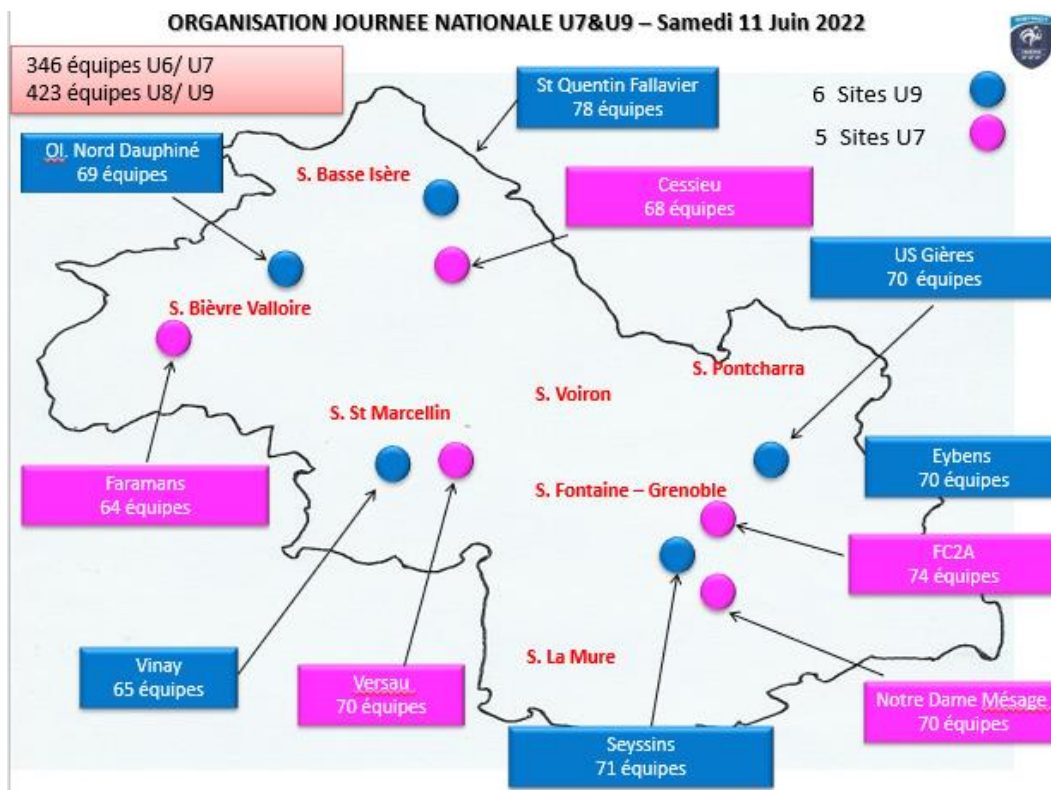 ORGANISATION JOURNEE NATIONALE U7&U9 – Samedi 11 Juin 2022
346 équipes U6/ U7
423 équipes U8/ U9
St Quentin Fallavier
78 équipes
6 Sites U9
5 Sites U7
Ol. Nord Dauphiné
69 équipes
S. Basse Isère
Cessieu
68 équipes
US Gières
70 équipes
S. Bièvre Valloire
S. Pontcharra
S. Voiron
S. St Marcellin
Eybens
70 équipes
Faramans
64 équipes
S. Fontaine – Grenoble
FC2A
74 équipes
S. La Mure
Vinay
65 équipes
Versau
70 équipes
Notre Dame Mésage
70 équipes
Seyssins
71 équipes